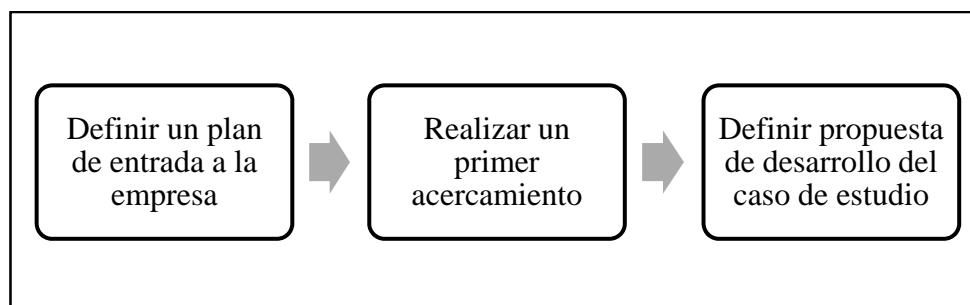 Definir un plan
de entrada a la
empresa
Realizar un
primer
acercamiento
Definir propuesta
de desarrollo del
caso de estudio